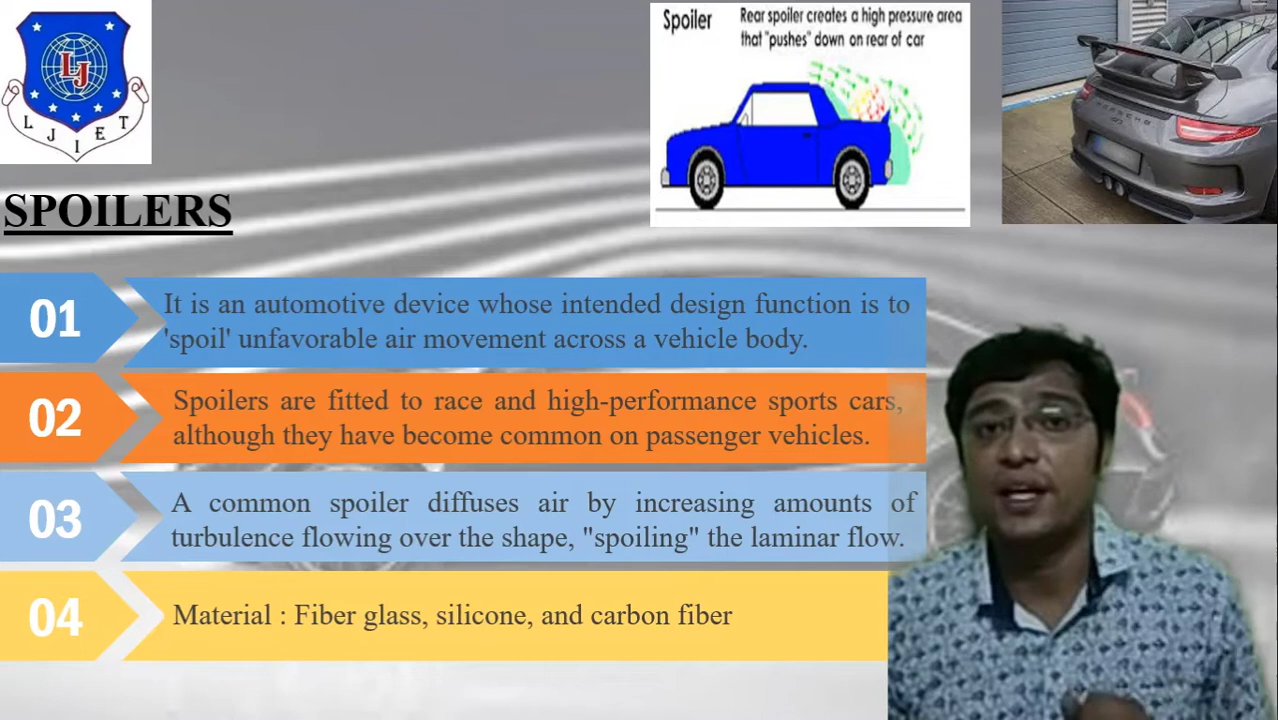 LJ
L J I E T
Spoiler
Rear spoiler creates a high pressure area
that "pushes" down on rear of car
PORSCHE
SPOILERS
01
It is an automotive device whose intended design function is to
'spoil' unfavorable air movement across a vehicle body.
02
Spoilers are fitted to race and high-performance sports cars,
although they have become common on passenger vehicles.
03
A common spoiler diffuses air by increasing amounts of
turbulence flowing over the shape, "spoiling" the laminar flow.
04
Material : Fiber glass, silicone, and carbon fiber